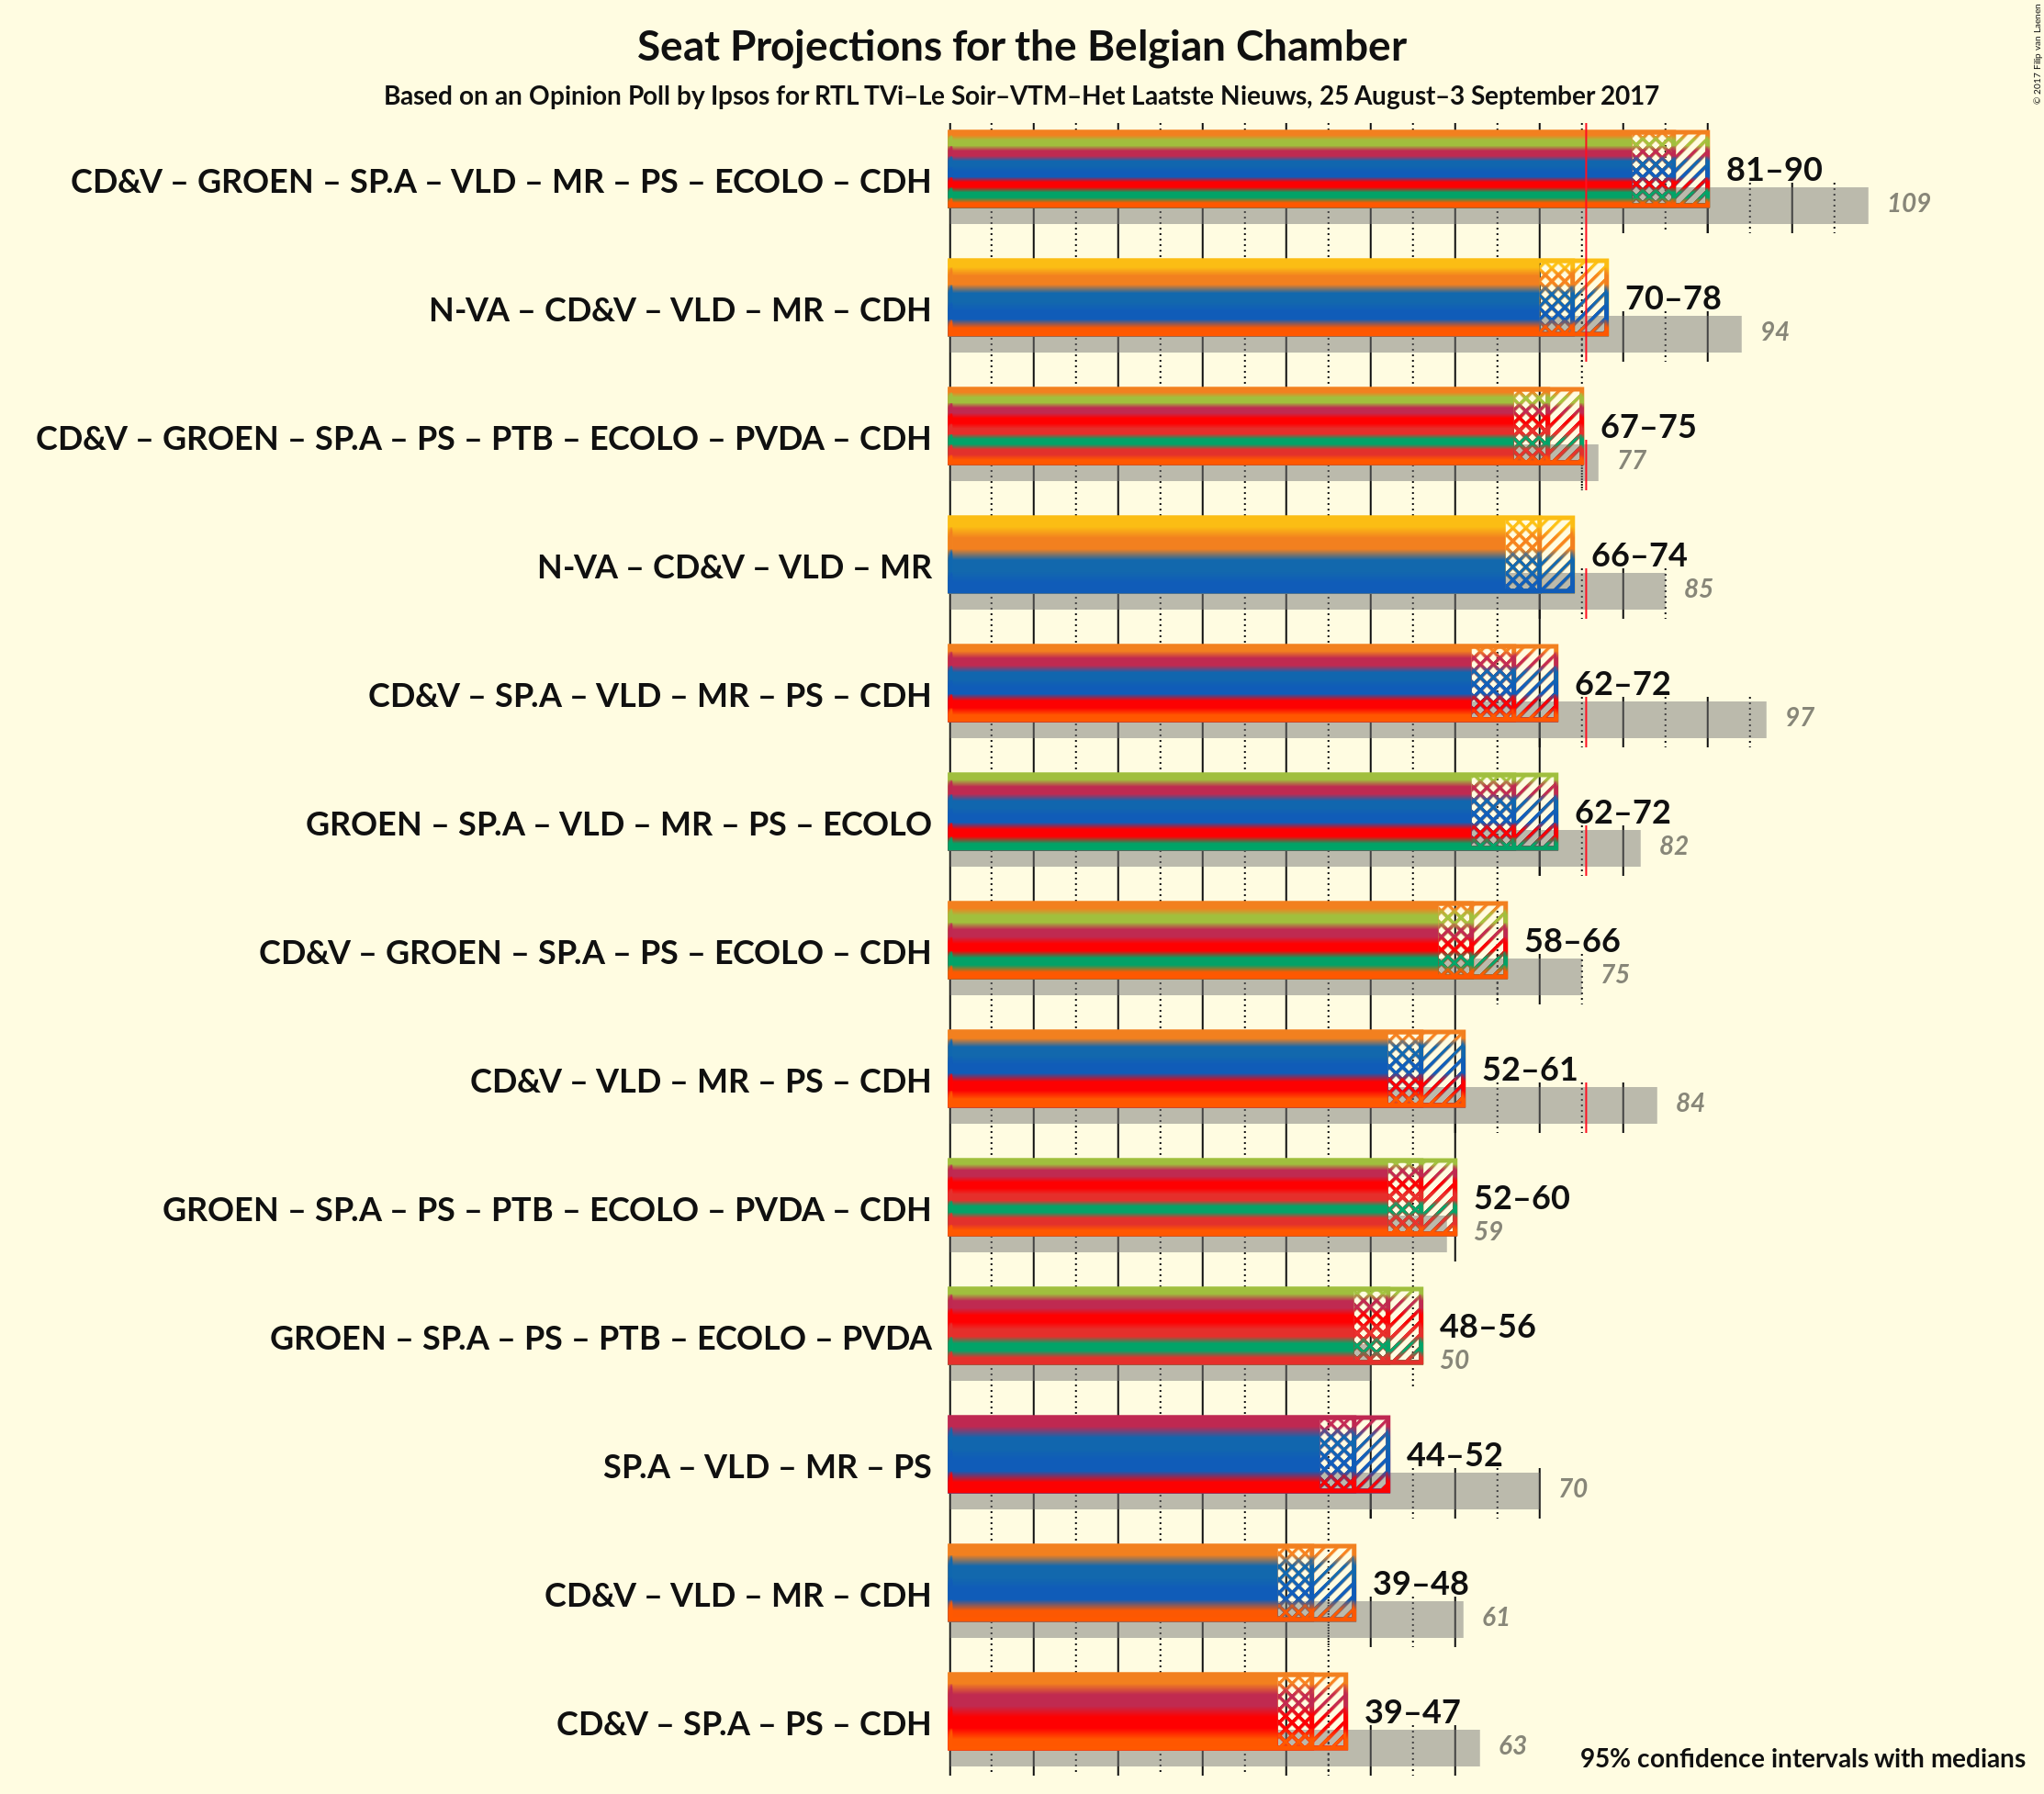 Seat Projections for the Belgian Chamber
Based on an Opinion Poll by Ipsos for RTL TVi–Le Soir–VTM–Het Laatste Nieuws, 25 August–3 September 2017
© 2017 Filip van Laenen
CD&V – GROEN – SP.A – VLD – MR – PS – ECOLO – CDH
81–90
109
N-VA – CD&V – VLD – MR – CDH
70–78
94
CD&V – GROEN – SP.A – PS – PTB – ECOLO – PVDA – CDH
67–75
77
N-VA – CD&V – VLD – MR
66–74
85
CD&V – SP.A – VLD – MR – PS – CDH
62–72
97
GROEN – SP.A – VLD – MR – PS – ECOLO
62–72
82
CD&V – GROEN – SP.A – PS – ECOLO – CDH
58–66
75
CD&V – VLD – MR – PS – CDH
52–61
84
GROEN – SP.A – PS – PTB – ECOLO – PVDA – CDH
52–60
59
GROEN – SP.A – PS – PTB – ECOLO – PVDA
48–56
50
SP.A – VLD – MR – PS
44–52
70
CD&V – VLD – MR – CDH
39–48
61
CD&V – SP.A – PS – CDH
39–47
63
95% confidence intervals with medians